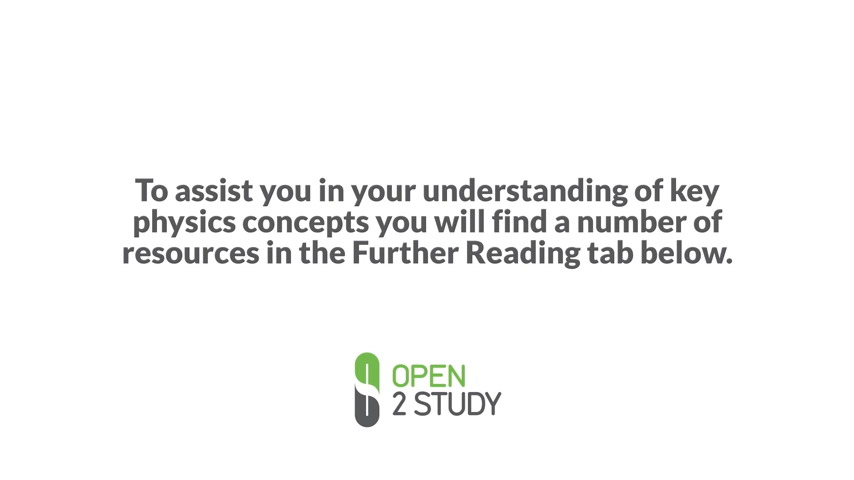 To assist you in your understanding of key
physics concepts you will find a number of
resources in the Further Reading tab below.
OPEN
2 STUDY